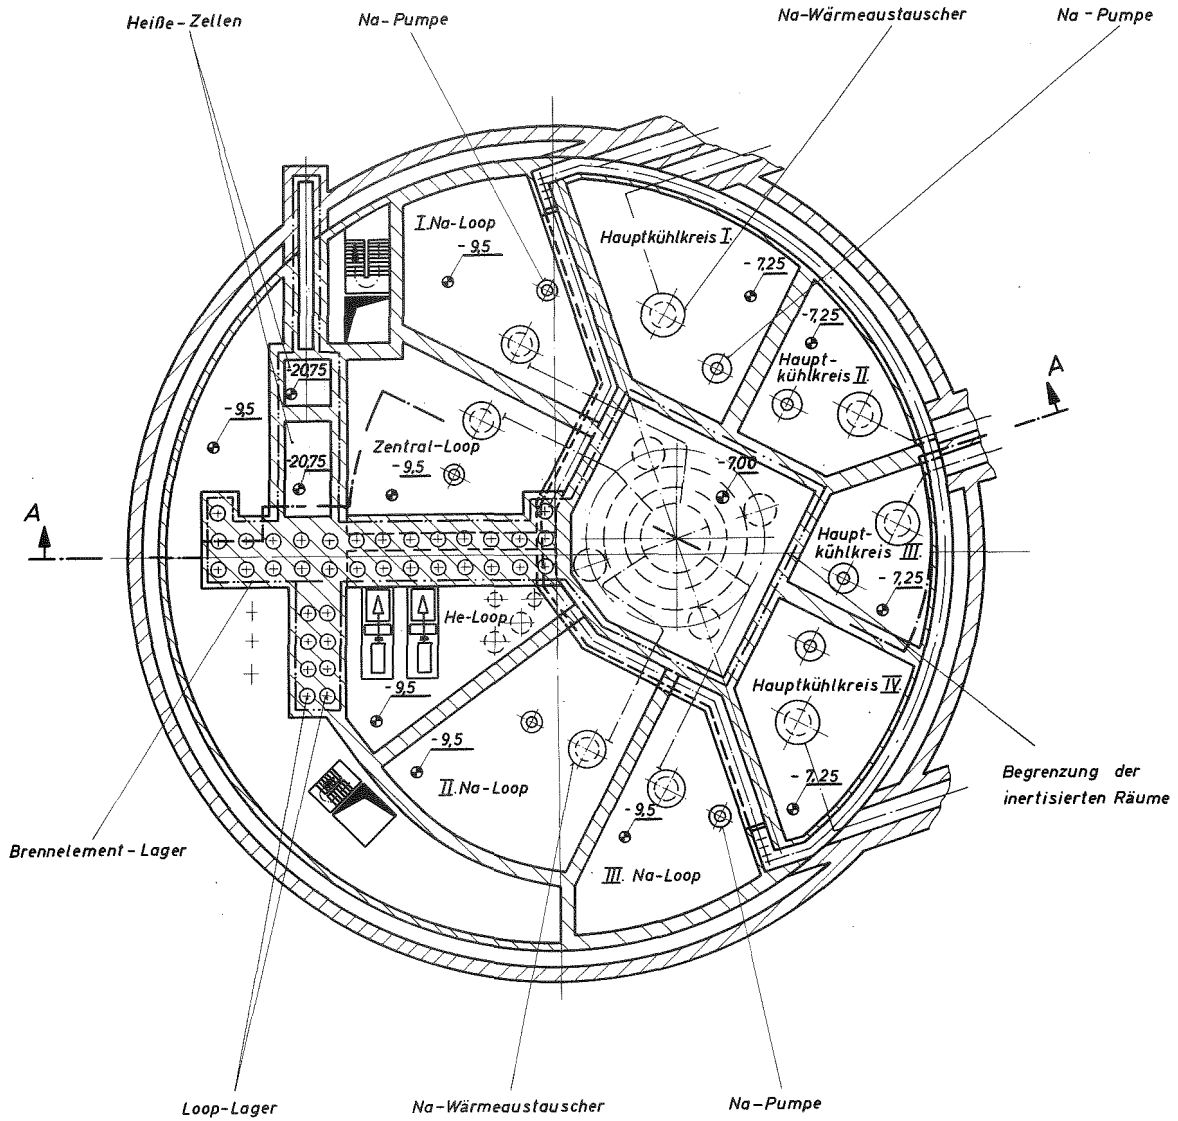 Heiße-Zellen
Na-Pumpe
Na-Wärmeaustauscher
Na-Pumpe
I. Na-Loop
-9,5
Hauptkühlkreis I.
-7,25
-7,25
Haupt-
kühlkreis II.
A
-20,75
-9,5
Zentral-Loop
-9,5
-20,75
-7,00
A
Haupt-
kühlkreis III.
-7,25
He-Loop
-9,5
Hauptkühlkreis IV.
-9,5
II. Na-Loop
-7,25
-9,5
III. Na-Loop
Begrenzung der
inertisierten Räume
Brennelement-Lager
Loop-Lager
Na-Wärmeaustauscher
Na-Pumpe